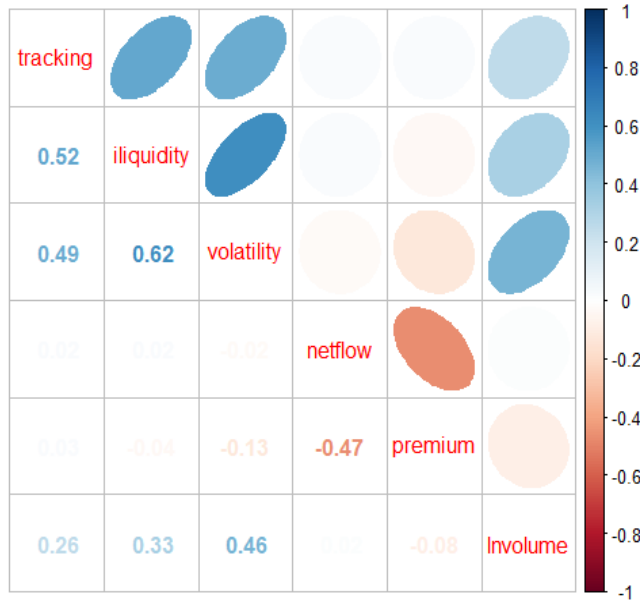 tracking
0.52 iliquidity
0.49 0.62 volatility
0.02 0.02 -0.02 netflow
0.03 -0.04 -0.13 -0.47 premium
0.26 0.33 0.46 0.02 -0.08 lnvolume
1
0.8
0.6
0.4
0.2
0
-0.2
-0.4
-0.6
-0.8
-1